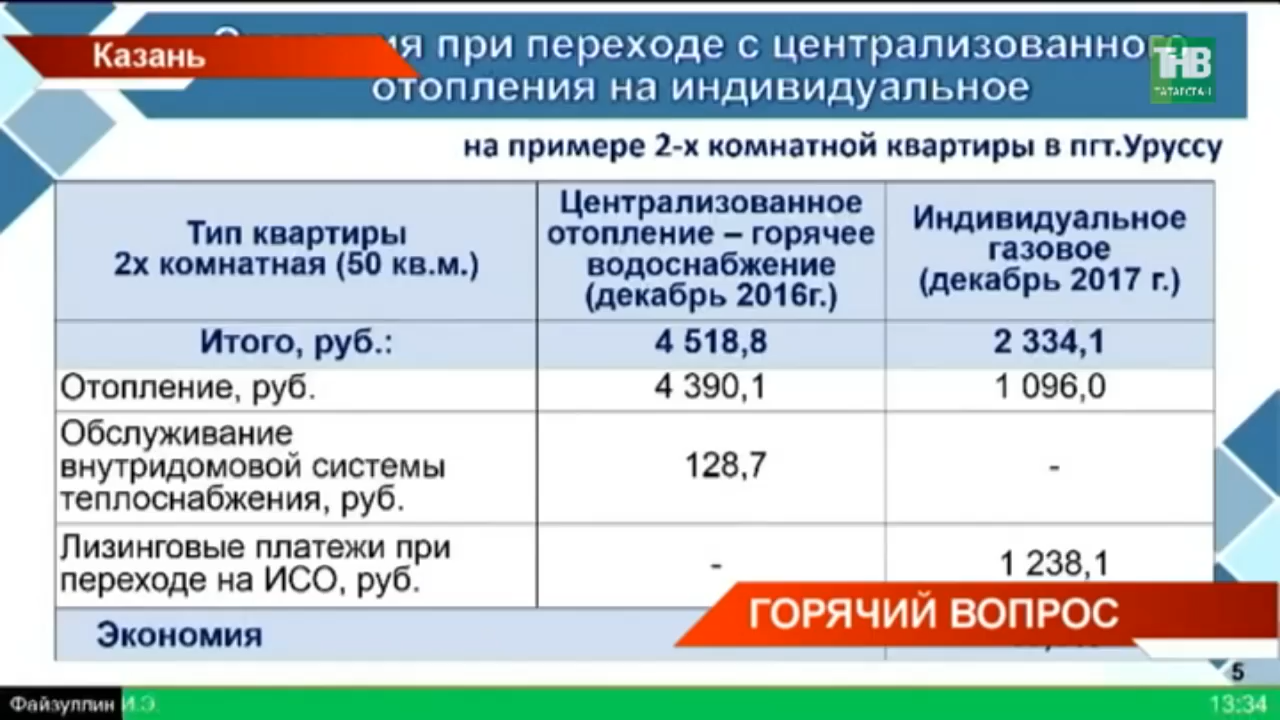 Казань
при переходе с централизованного
отопления на индивидуальное
ТНВ
ТАТАРСТАН
на примере 2-х комнатной квартиры в пгт.Уруссу
Тип квартиры
2х комнатная (50 кв.м.)
Централизованное
отопление – горячее
водоснабжение
(декабрь 2016г.)
Индивидуальное
газовое
(декабрь 2017 г.)
Итого, руб.: 4 518,8 2 334,1
Отопление, руб. 4 390,1 1 096,0
Обслуживание
внутридомовой системы
теплоснабжения, руб.
128,7 -
Лизинговые платежи при
переходе на ИСО, руб.
- 1 238,1
Экономия
ГОРЯЧИЙ ВОПРОС
5
Файзуллин И.Э. 13:34